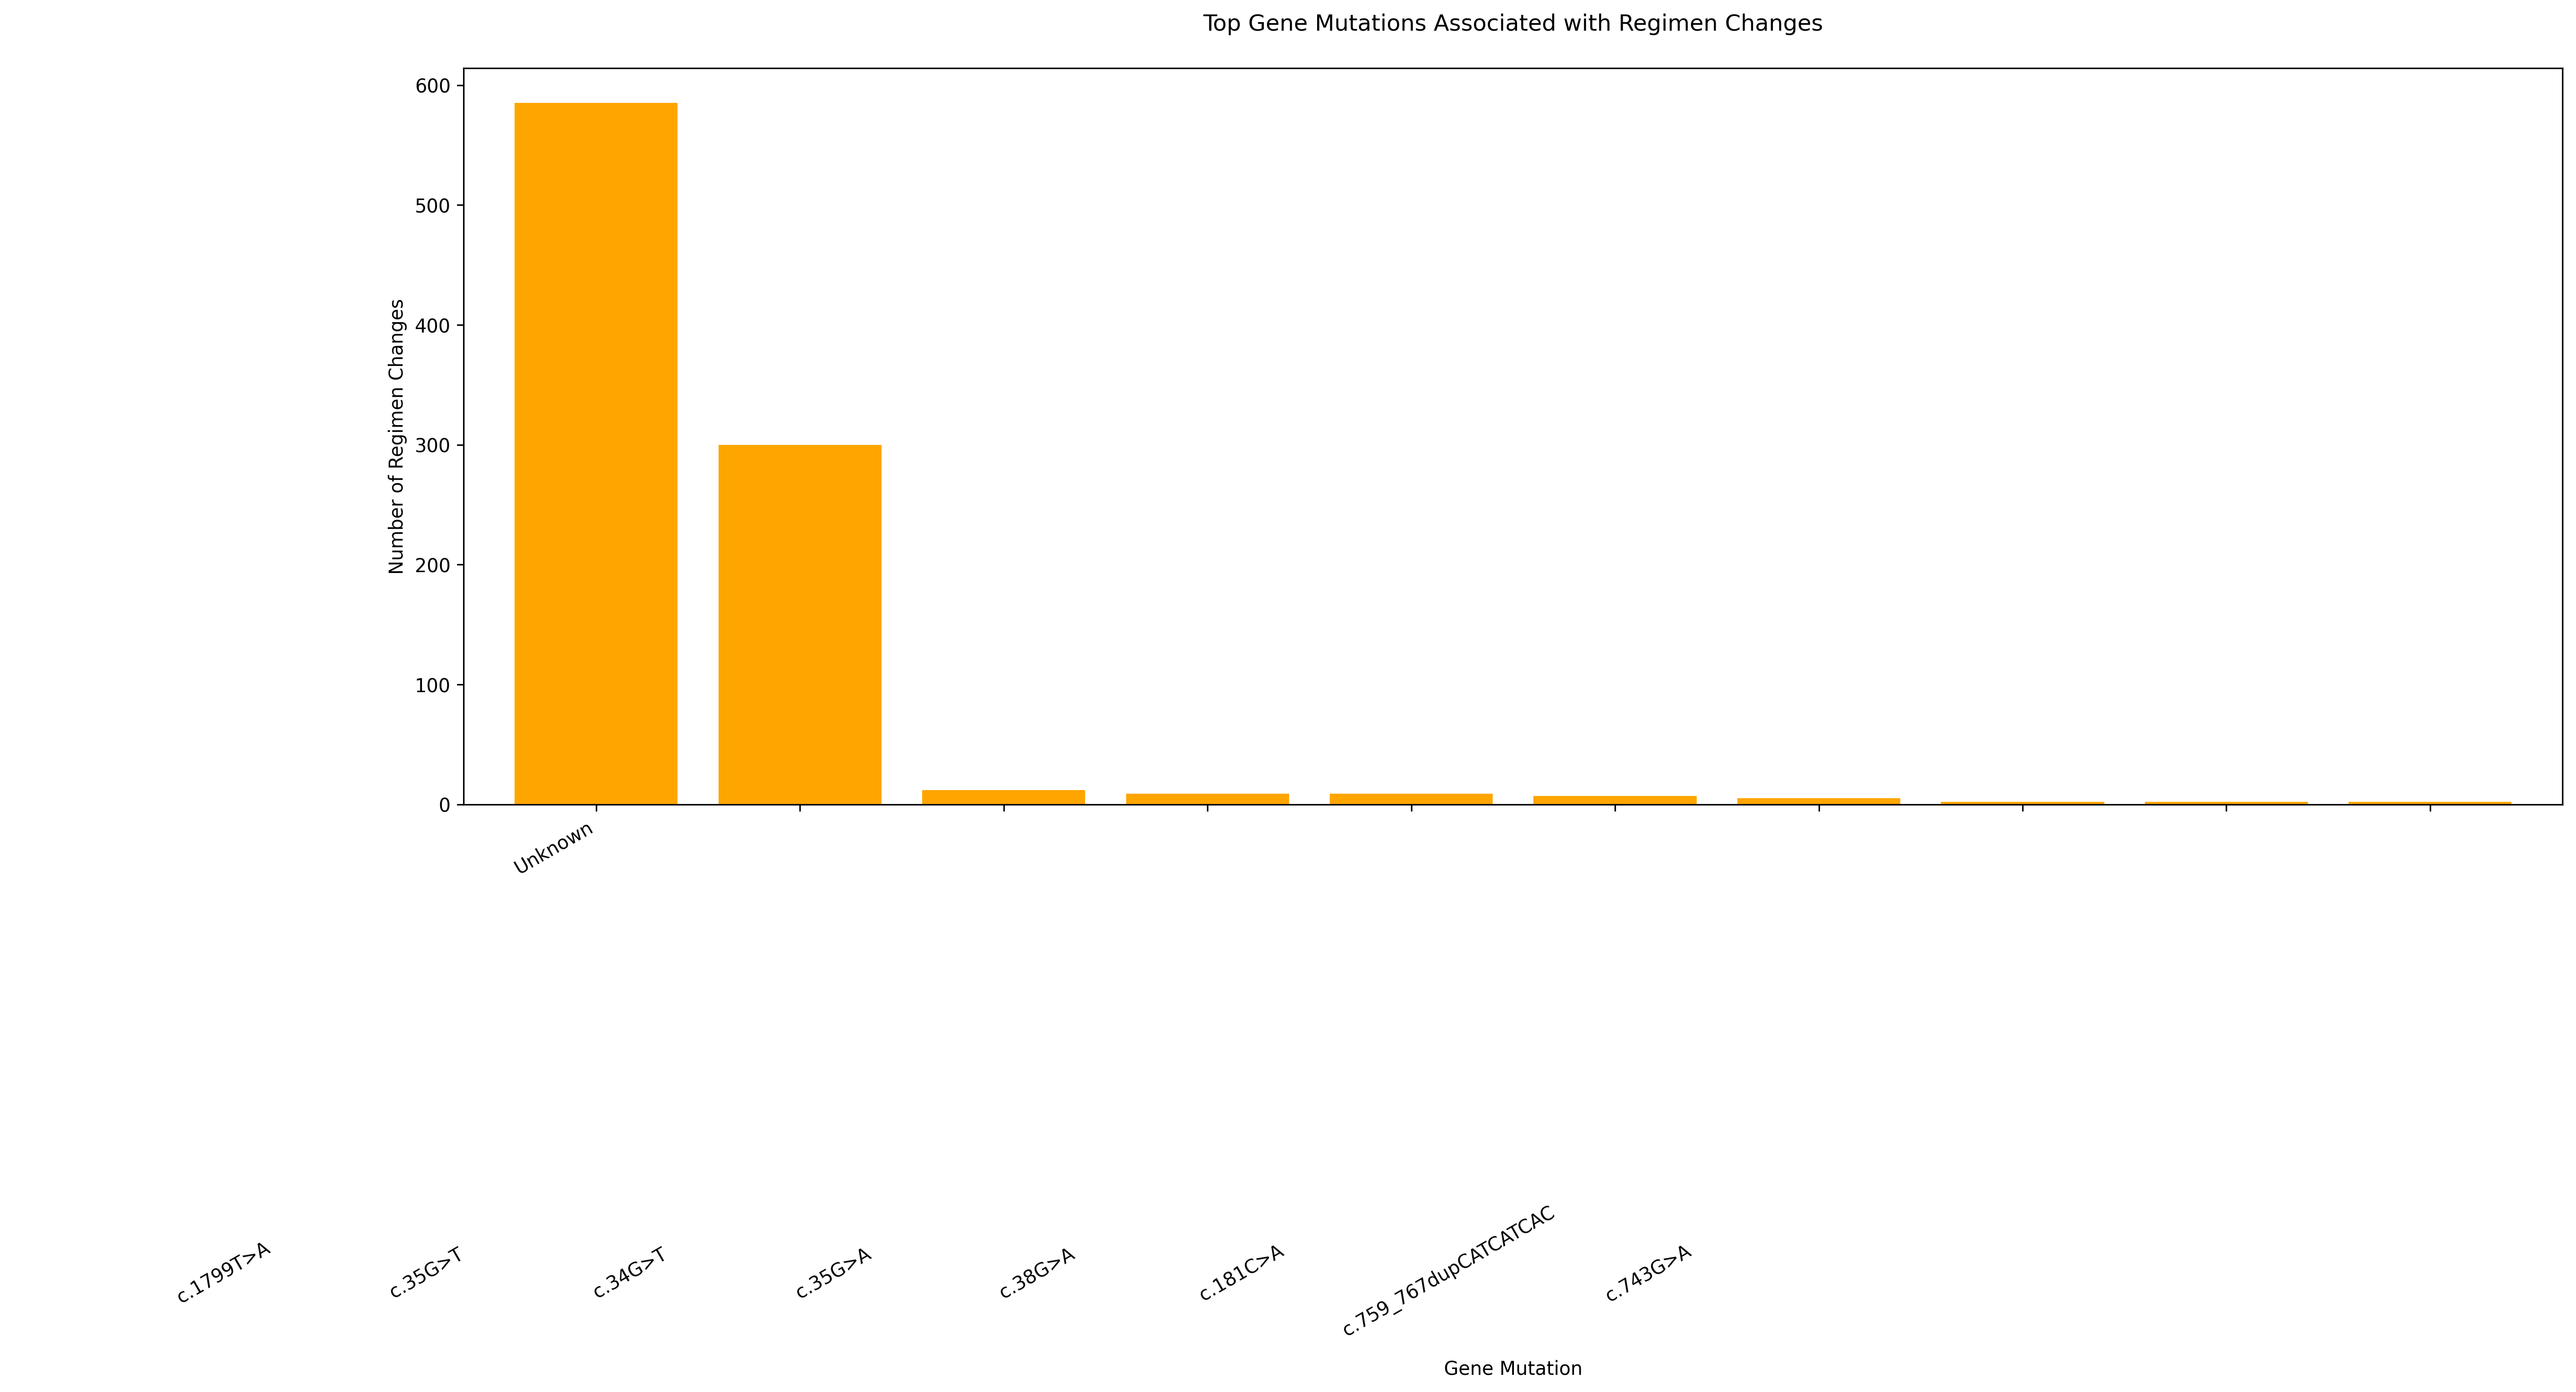 Top Gene Mutations Associated with Regimen Changes
Number of Regimen Changes
600
500
400
300
200
100
0
Unknown
c.1799T>A
c.35G>T
c.34G>T
c.35G>A
c.38G>A
c.181C>A
c.759_767dupCATCATCAC
c.743G>A
Gene Mutation